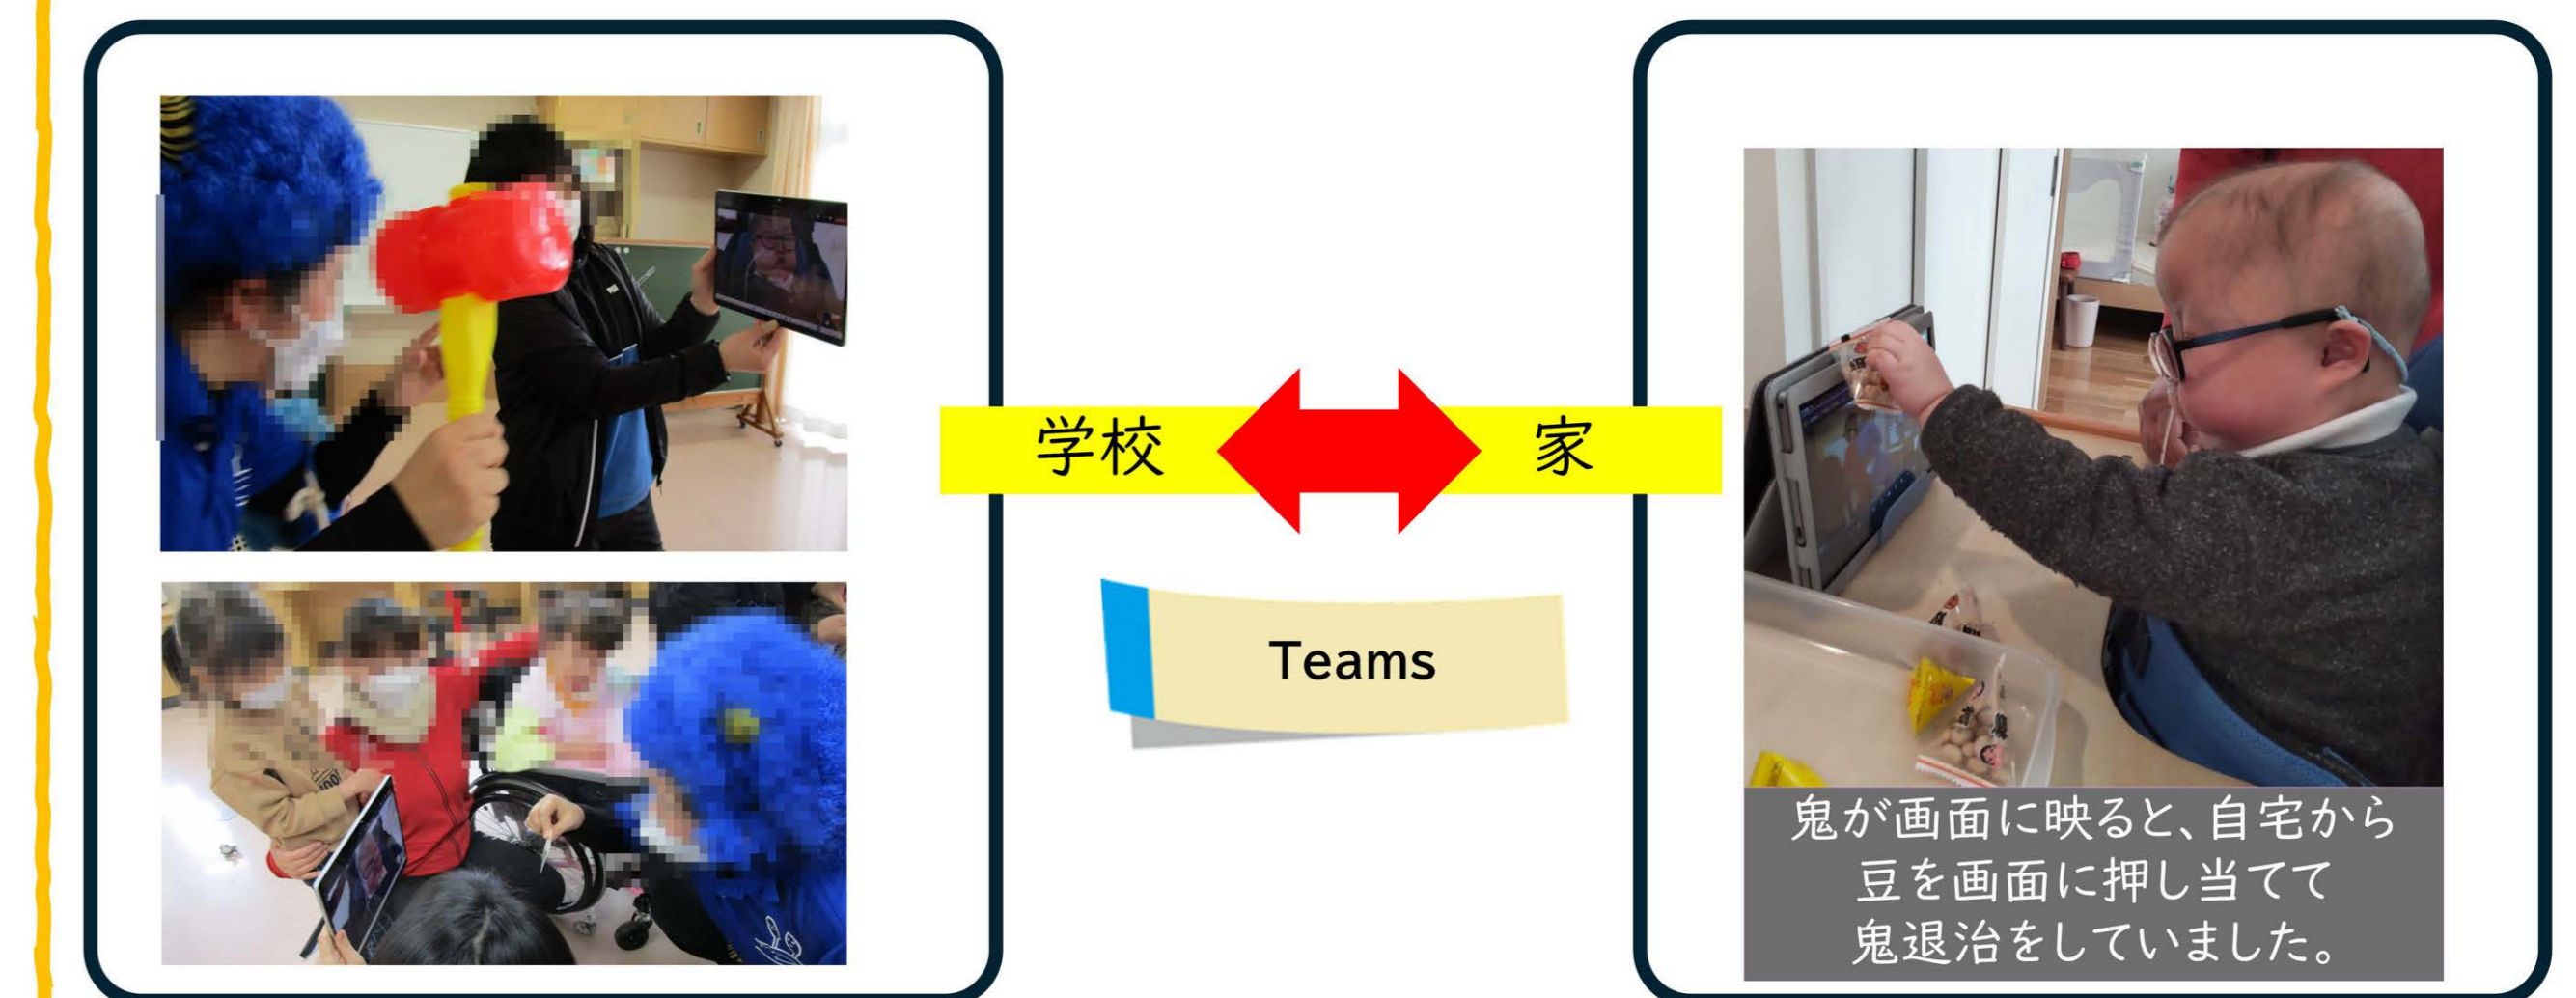 学校
家
Teams
鬼が画面に映ると、自宅から
豆を画面に押し当てて
鬼退治をしていました。